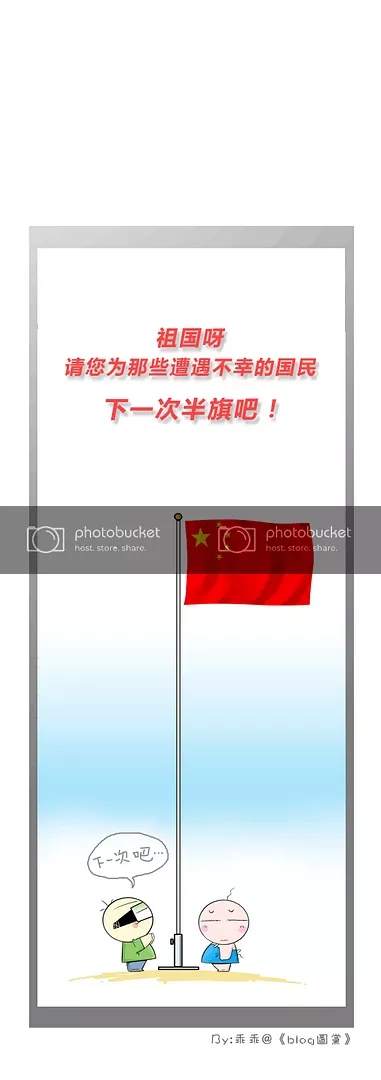 祖国呀
请您为那些遭遇不幸的国民
下一次半旗吧！
photobucket
host. store. share.
photobucket
host. store. share.
下一次吧…
By:乖乖@《blog圖黨》